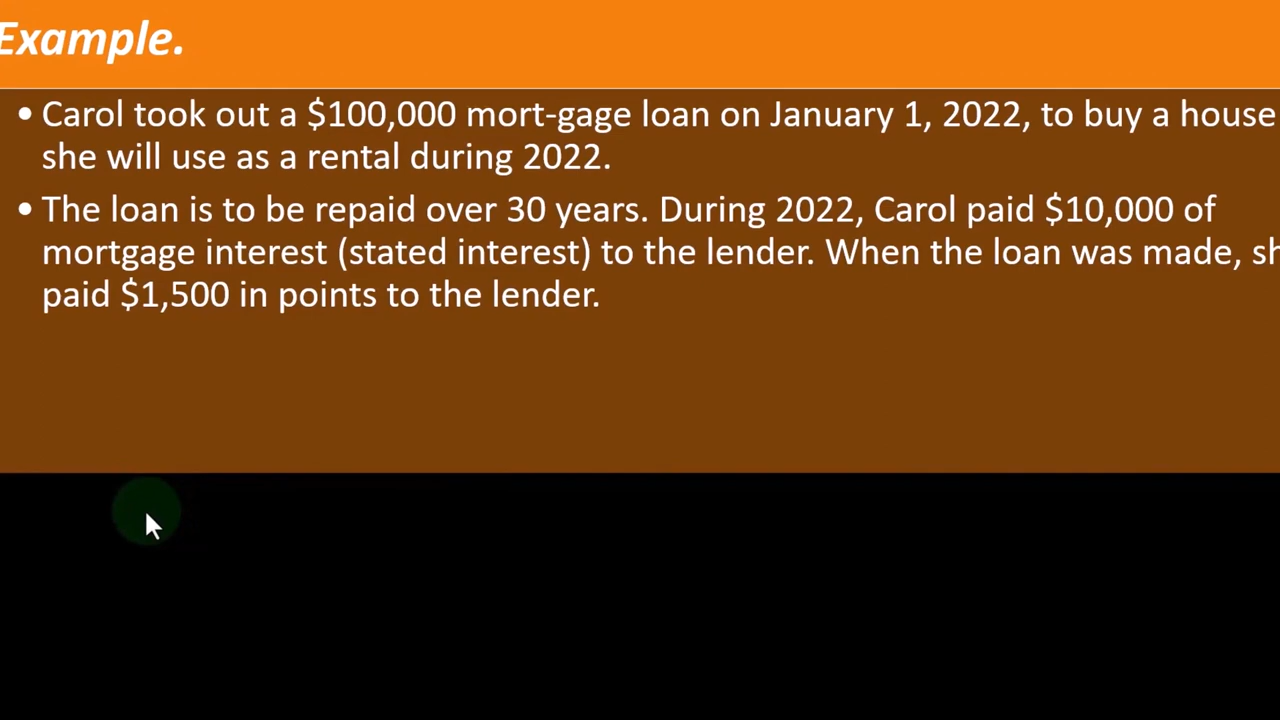 Example.
• Carol took out a $100,000 mort-gage loan on January 1, 2022, to buy a house
she will use as a rental during 2022.
• The loan is to be repaid over 30 years. During 2022, Carol paid $10,000 of
mortgage interest (stated interest) to the lender. When the loan was made, sh
paid $1,500 in points to the lender.